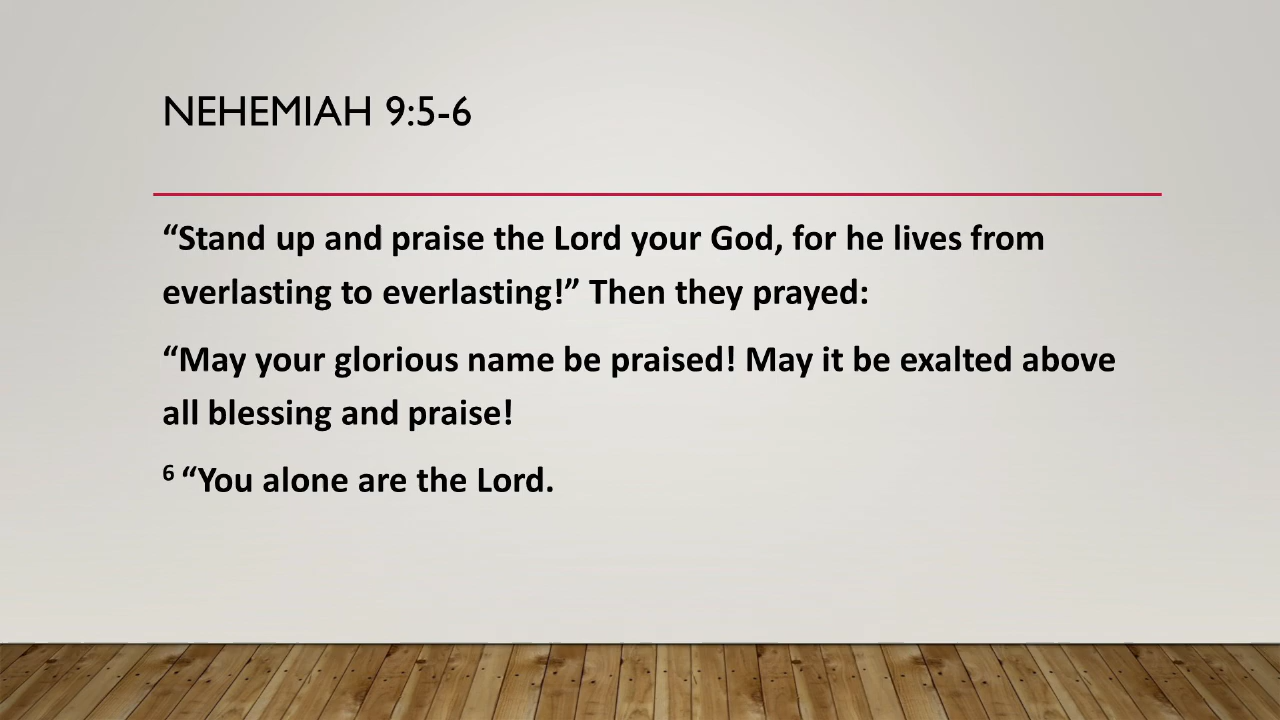 NEHEMIAH 9:5-6
“Stand up and praise the Lord your God, for he lives from
everlasting to everlasting!” Then they prayed:
“May your glorious name be praised! May it be exalted above
all blessing and praise!
6 “You alone are the Lord.